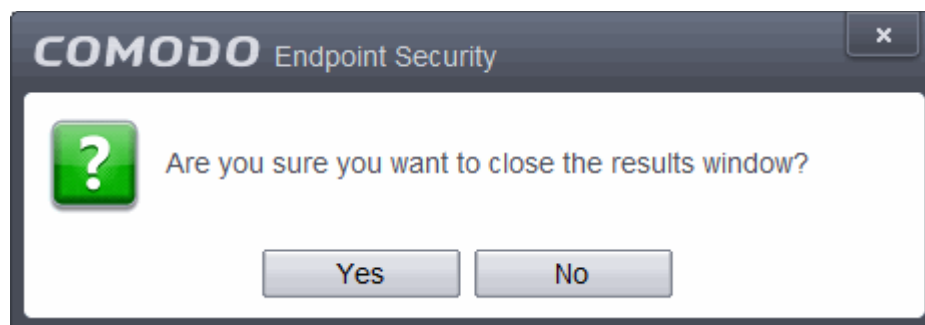 COMODO Endpoint Security
×
?
Are you sure you want to close the results window?
Yes No